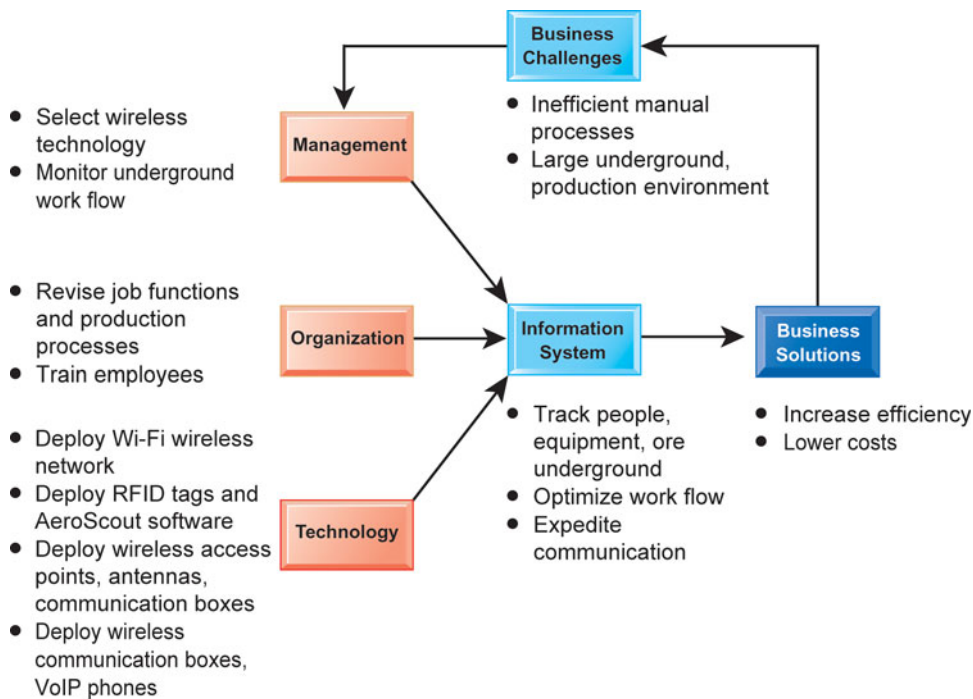 Business
Challenges
• Inefficient manual
processes
• Large underground,
production environment
• Select wireless
technology
• Monitor underground
work flow
Management
• Revise job functions
and production
processes
• Train employees
Organization
Information
System
• Track people,
equipment, ore
underground
• Optimize work flow
• Expedite
communication
Business
Solutions
• Increase efficiency
• Lower costs
• Deploy Wi-Fi wireless
network
• Deploy RFID tags and
AeroScout software
• Deploy wireless access
points, antennas,
communication boxes
• Deploy wireless
communication boxes,
VoIP phones
Technology